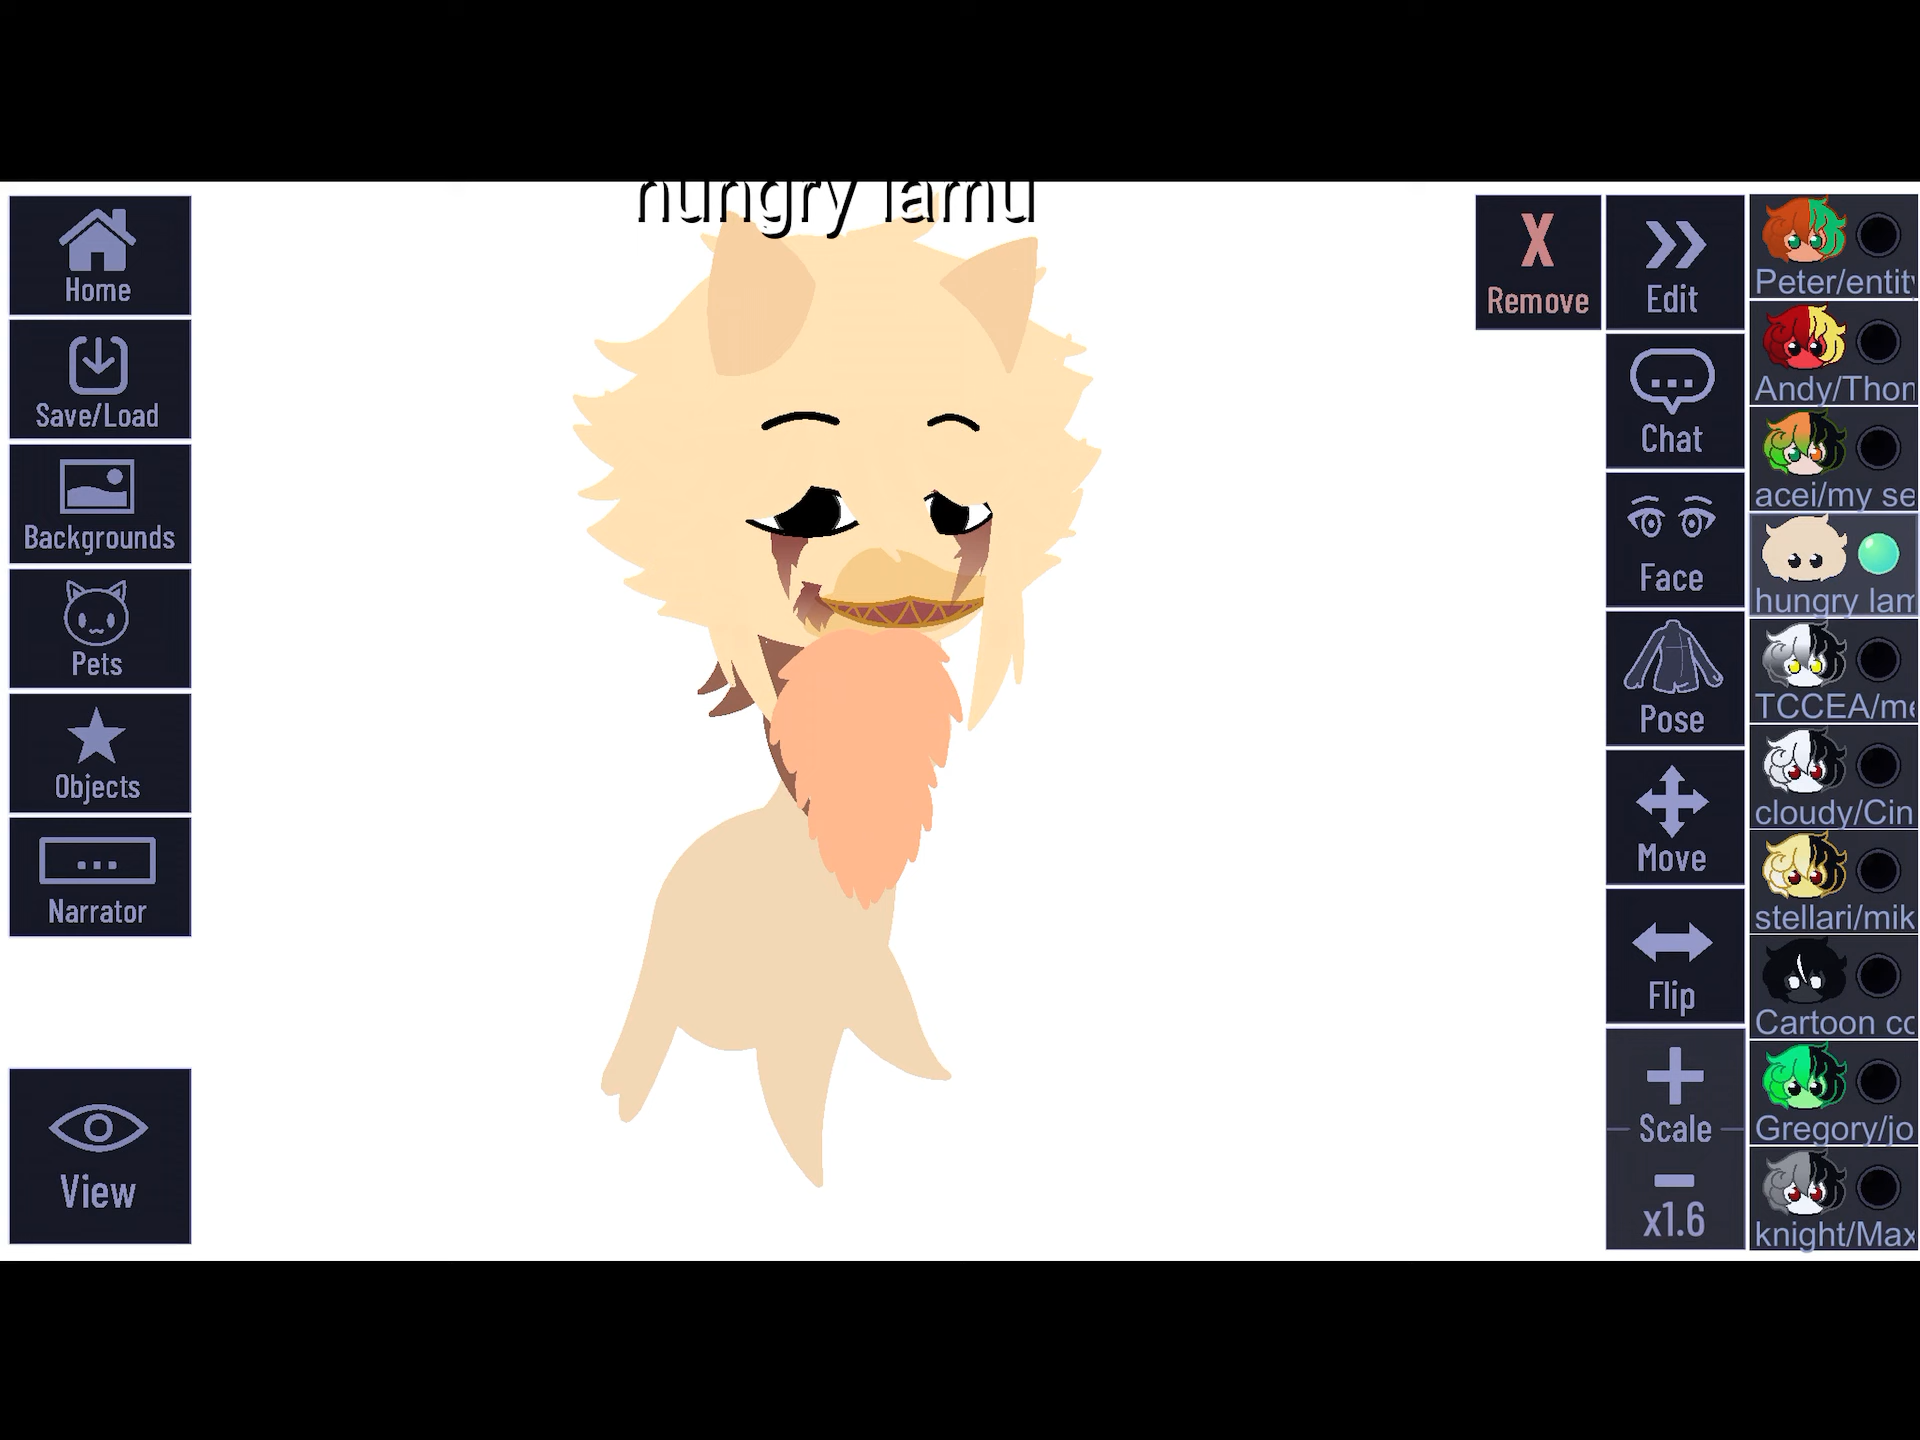 hungry lamu
Home
Save/Load
Backgrounds
Pets
Objects
Narrator
View
X
Remove
Edit
Chat
Face
Pose
Move
Flip
Scale
x1.6
Peter/entit
Andy/Thor
acei/my se
hungry lam
TCCEA/me
cloudy/Cin
stellari/mik
Cartoon co
Gregory/jo
knight/Max